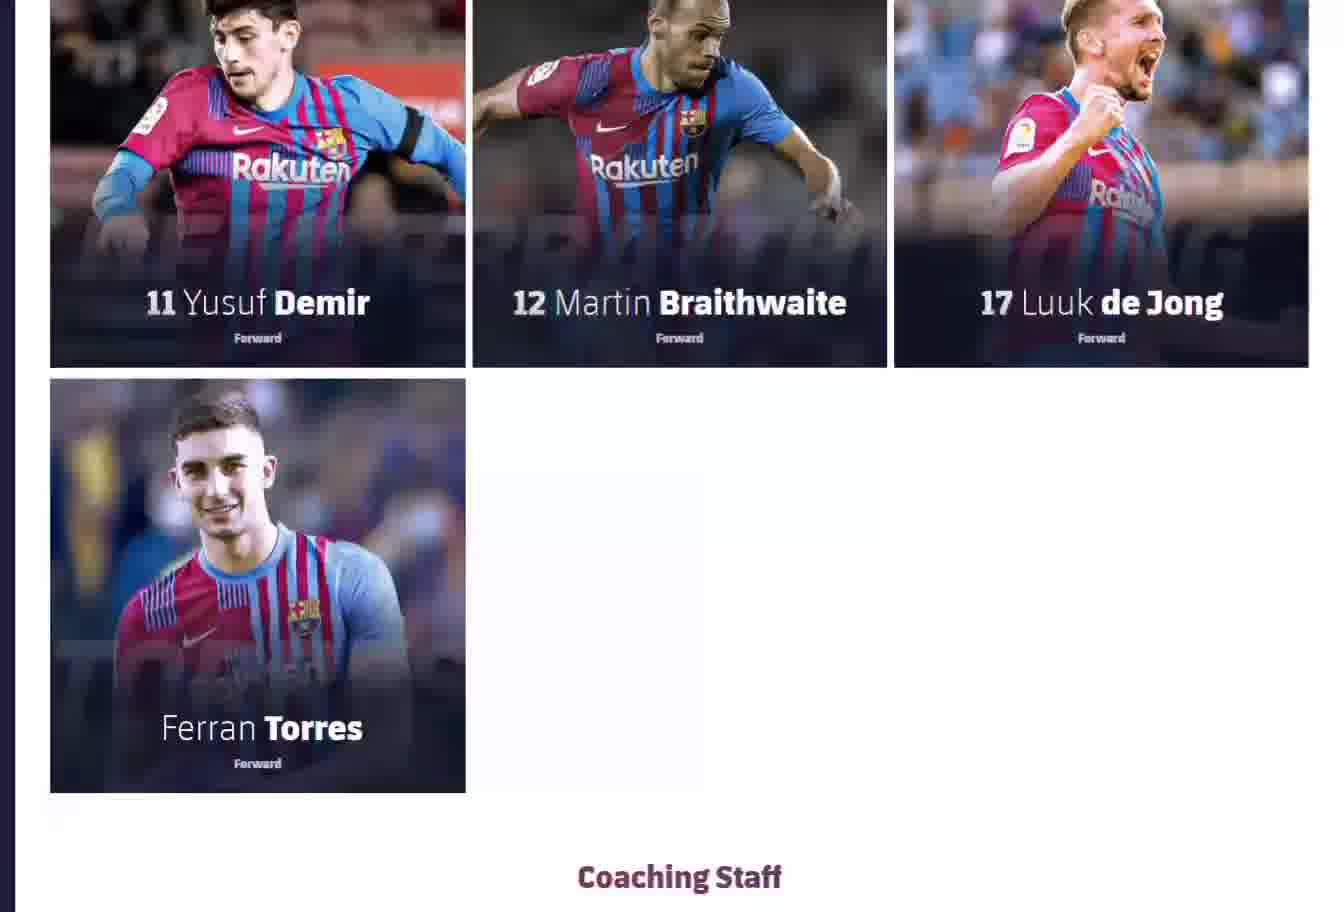 Rakuten
Rakuten
11 Yusuf Demir
12 Martin Braithwaite
17 Luuk de Jong
Forward
Forward
Forward
Ferran Torres
Forward
Coaching Staff